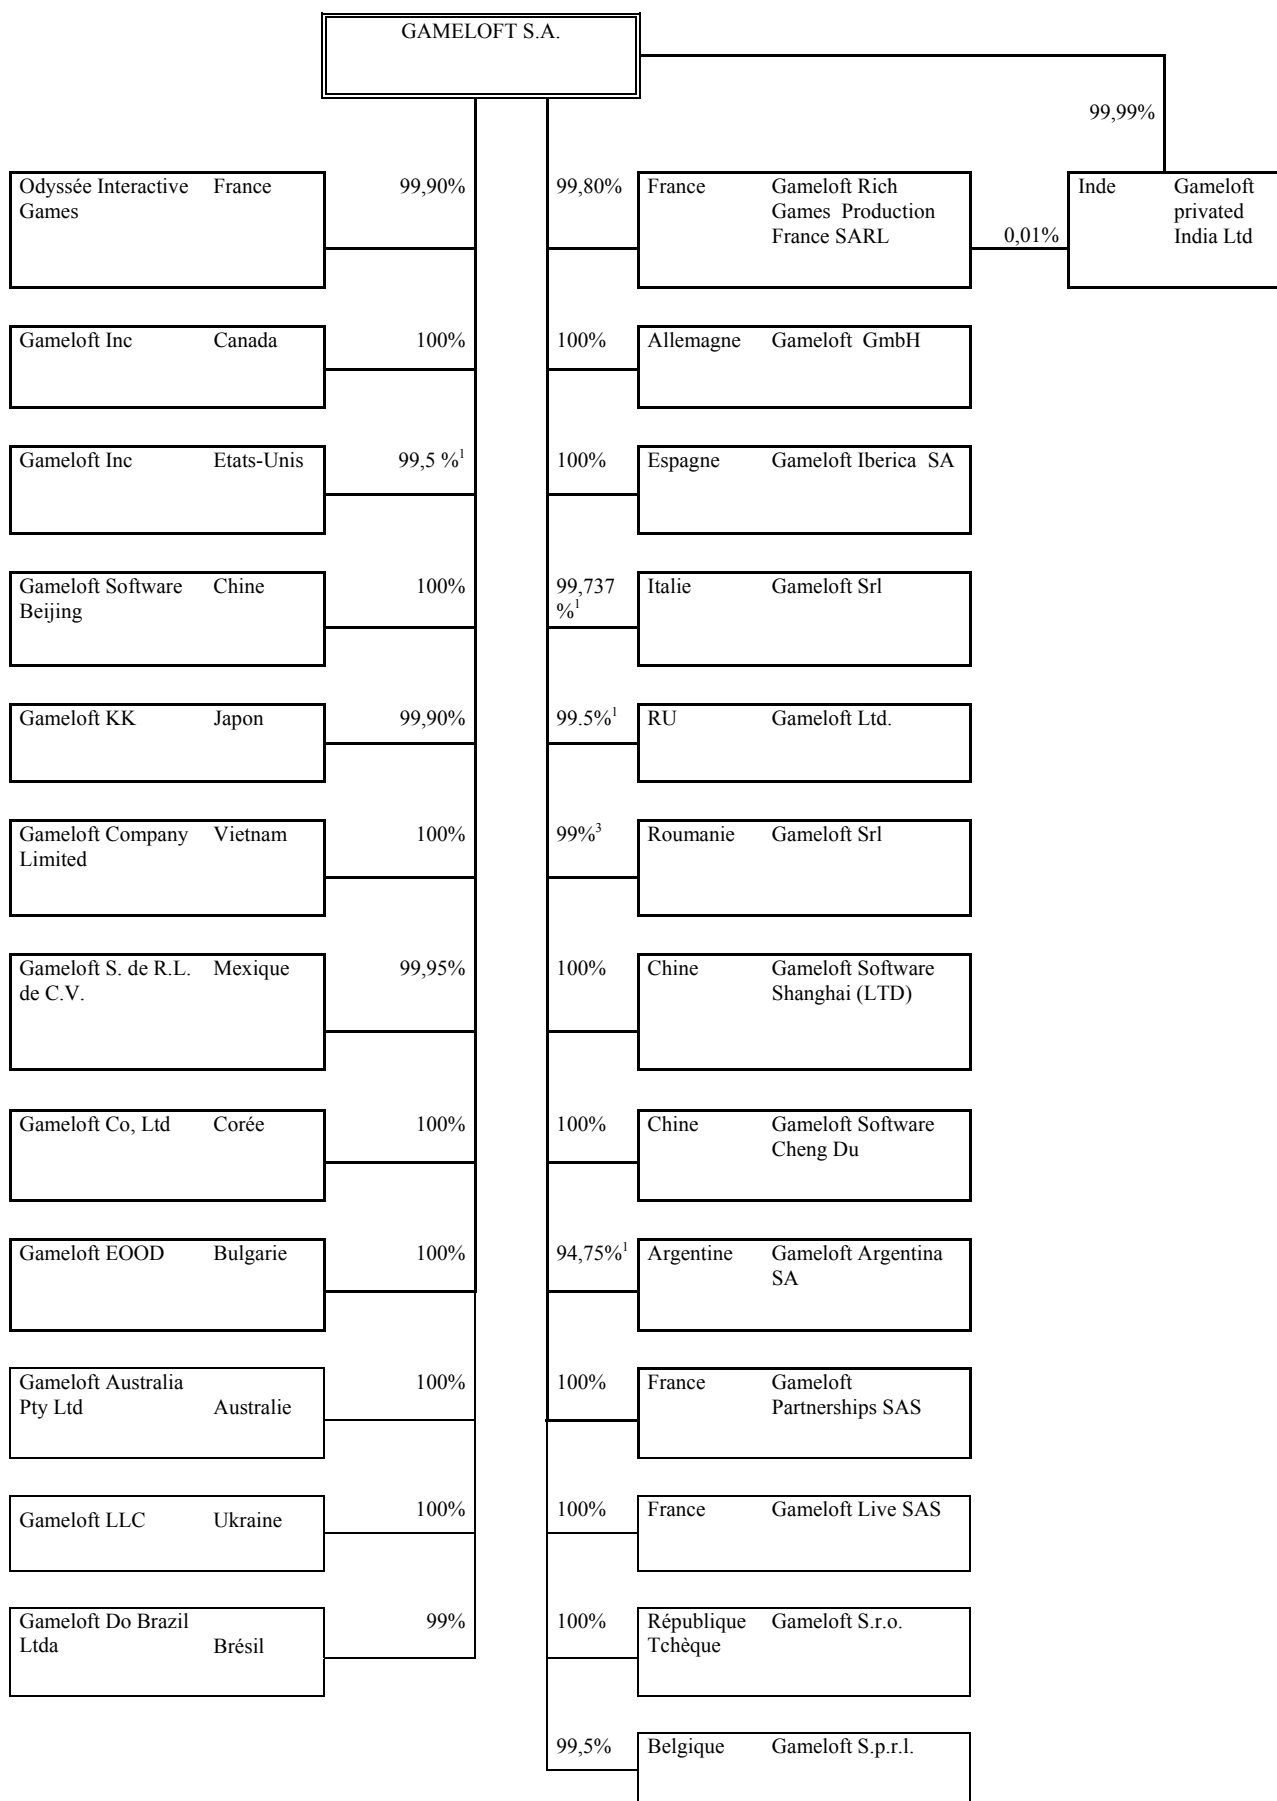 GAMELOFT S.A.
99,99%
Odyssée Interactive France 99,90% 99,80% France Gameloft Rich Inde Gameloft
Games Games Production privated
France SARL 0,01% India Ltd
Gameloft Inc Canada 100% 100% Allemagne Gameloft GmbH
Gameloft Inc Etats-Unis 99,5 %1 100% Espagne Gameloft Iberica SA
Gameloft Software Chine 100% 99,737 Italie Gameloft Srl
Beijing %1
Gameloft KK Japon 99,90% 99.5%1 RU Gameloft Ltd.
Gameloft Company Vietnam 100% 99%3 Roumanie Gameloft Srl
Limited
Gameloft S. de R.L. Mexique 99,95% 100% Chine Gameloft Software
de C.V. Shanghai (LTD)
Gameloft Co, Ltd Corée 100% 100% Chine Gameloft Software
Cheng Du
Gameloft EOOD Bulgarie 100% 94,75%1 Argentine Gameloft Argentina
SA
Gameloft Australia 100% 100% France Gameloft
Pty Ltd Australie Partnerships SAS
Gameloft LLC Ukraine 100% 100% France Gameloft Live SAS
Gameloft Do Brazil 99% 100% République Gameloft S.r.o.
Ltda Brésil Tchèque
99,5% Belgique Gameloft S.p.r.l.